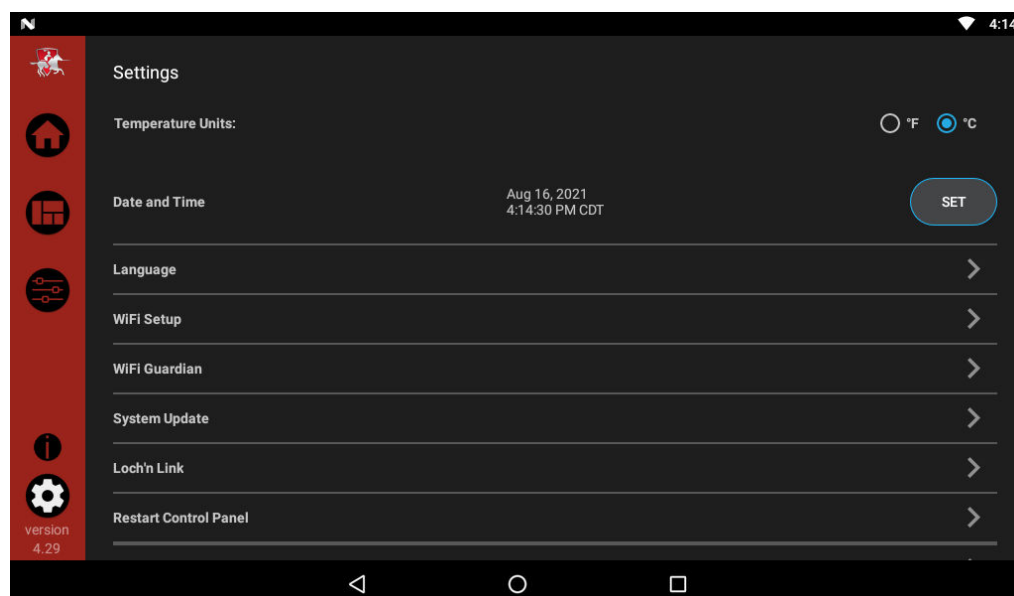 4:14
Settings
Temperature Units:
°F °C
Date and Time
Aug 16, 2021
4:14:30 PM CDT
SET
Language
WiFi Setup
WiFi Guardian
System Update
Loch'n Link
Restart Control Panel
version
4.29